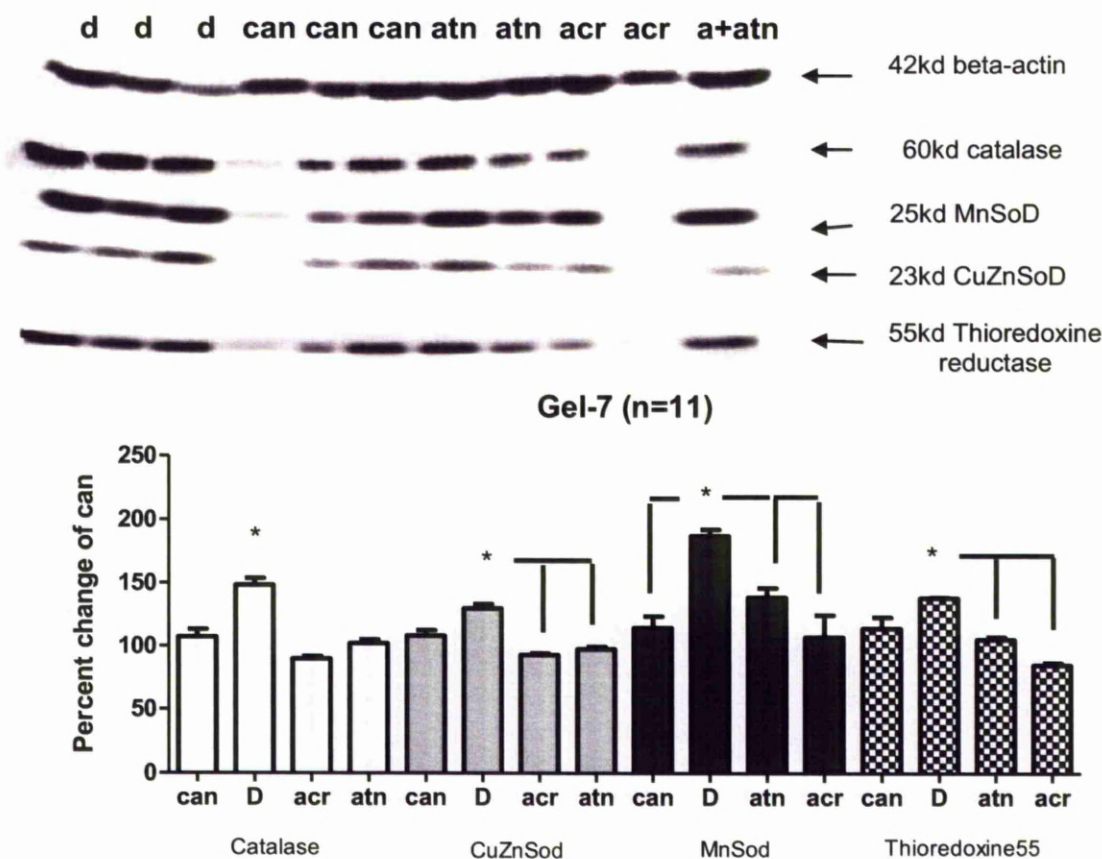 d d d can can can atn atn acr acr a+atn
42kd beta-actin
60kd catalase
25kd MnSoD
23kd CuZnSoD
55kd Thioredoxine
reductase
Gel-7 (n=11)
Percent change of can
250
200
150
100
50
0
*
*
*
*
can D acr atn can D acr atn can D atn acr can D atn acr
Catalase CuZnSod MnSod Thioredoxine55